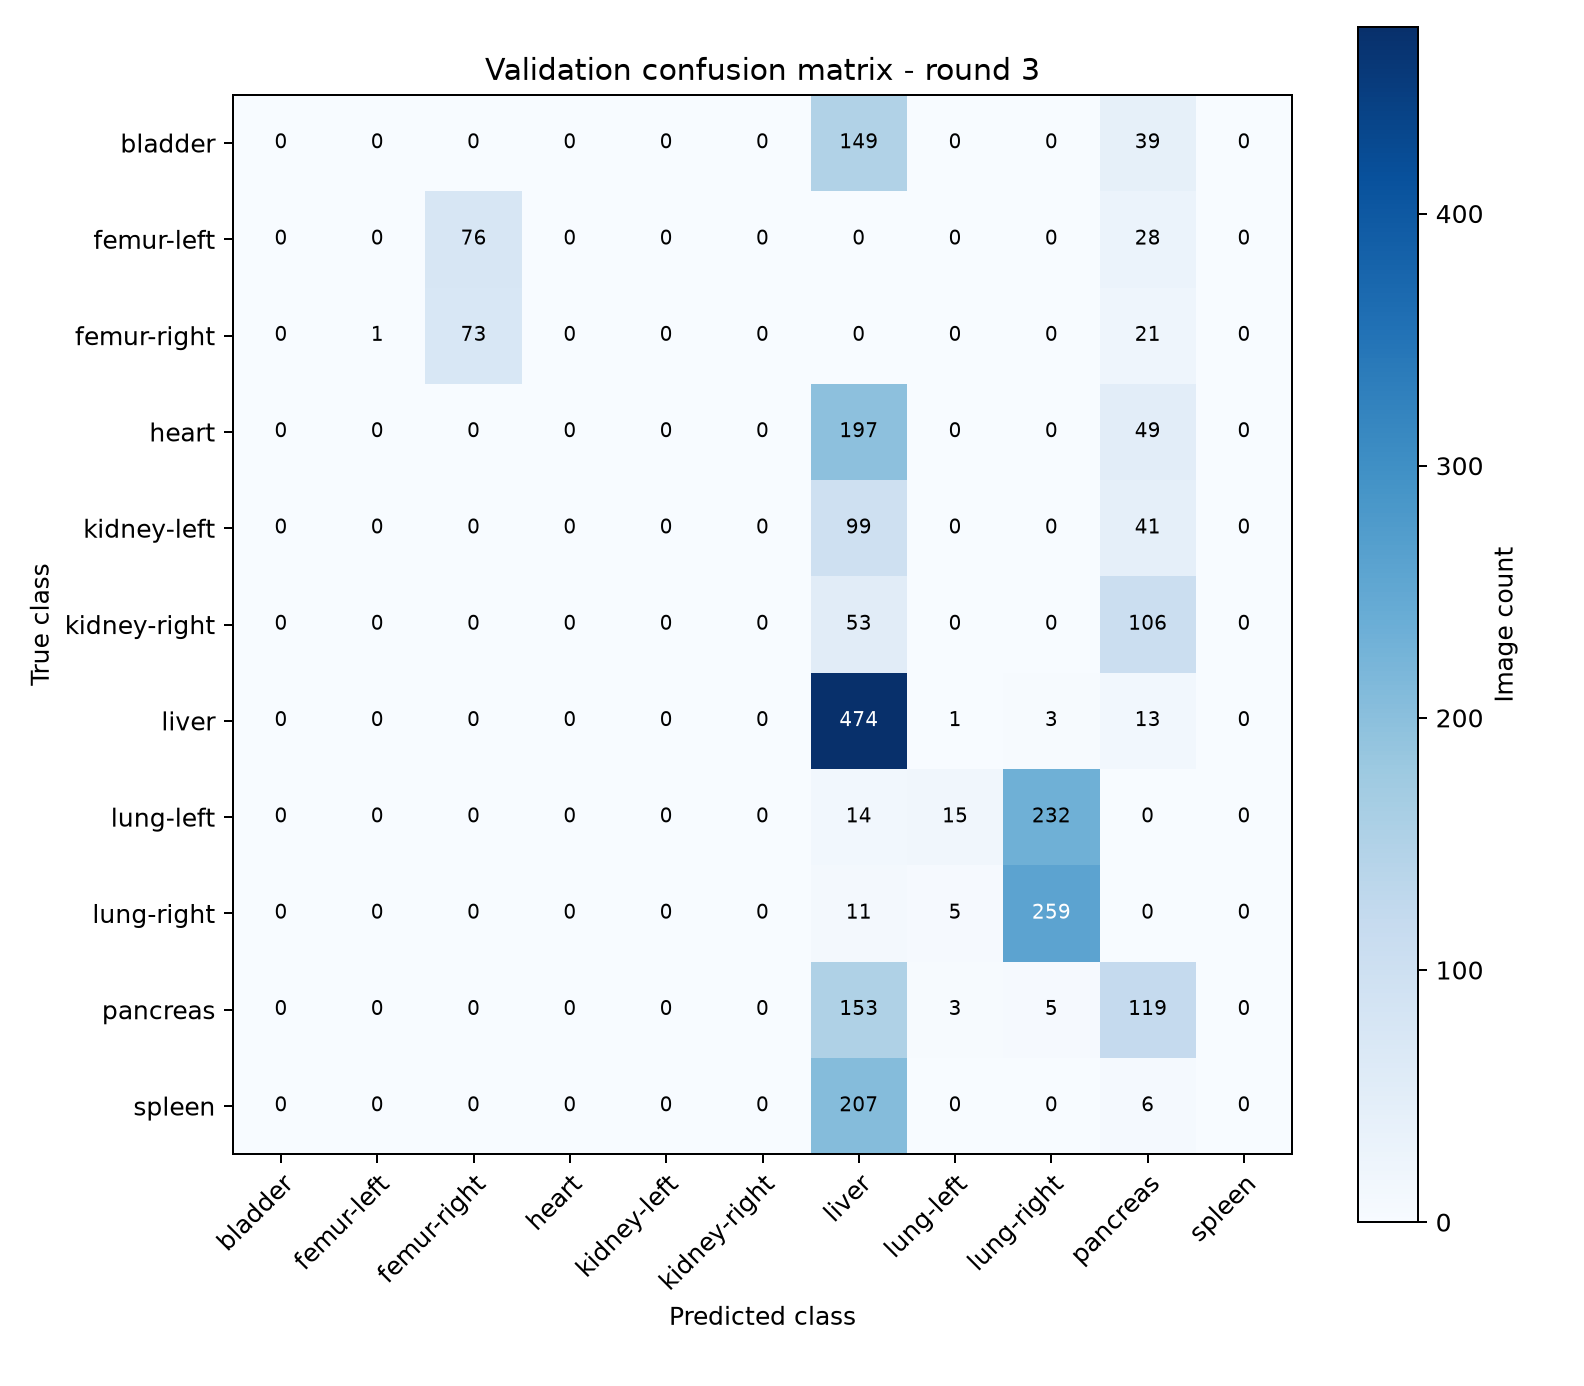 Validation confusion matrix - round 3
bladder 0 0 0 0 0 0 149 0 0 39 0
femur-left 0 0 76 0 0 0 0 0 0 28 0
femur-right 0 1 73 0 0 0 0 0 0 21 0
heart 0 0 0 0 0 0 197 0 0 49 0
kidney-left 0 0 0 0 0 0 99 0 0 41 0
kidney-right 0 0 0 0 0 0 53 0 0 106 0
liver 0 0 0 0 0 0 474 1 3 13 0
lung-left 0 0 0 0 0 0 14 15 232 0 0
lung-right 0 0 0 0 0 0 11 5 259 0 0
pancreas 0 0 0 0 0 0 153 3 5 119 0
spleen 0 0 0 0 0 0 207 0 0 6 0
bladder femur-left femur-right heart kidney-left kidney-right liver lung-left lung-right pancreas spleen
Predicted class
True class
400
300
200
100
0
Image count